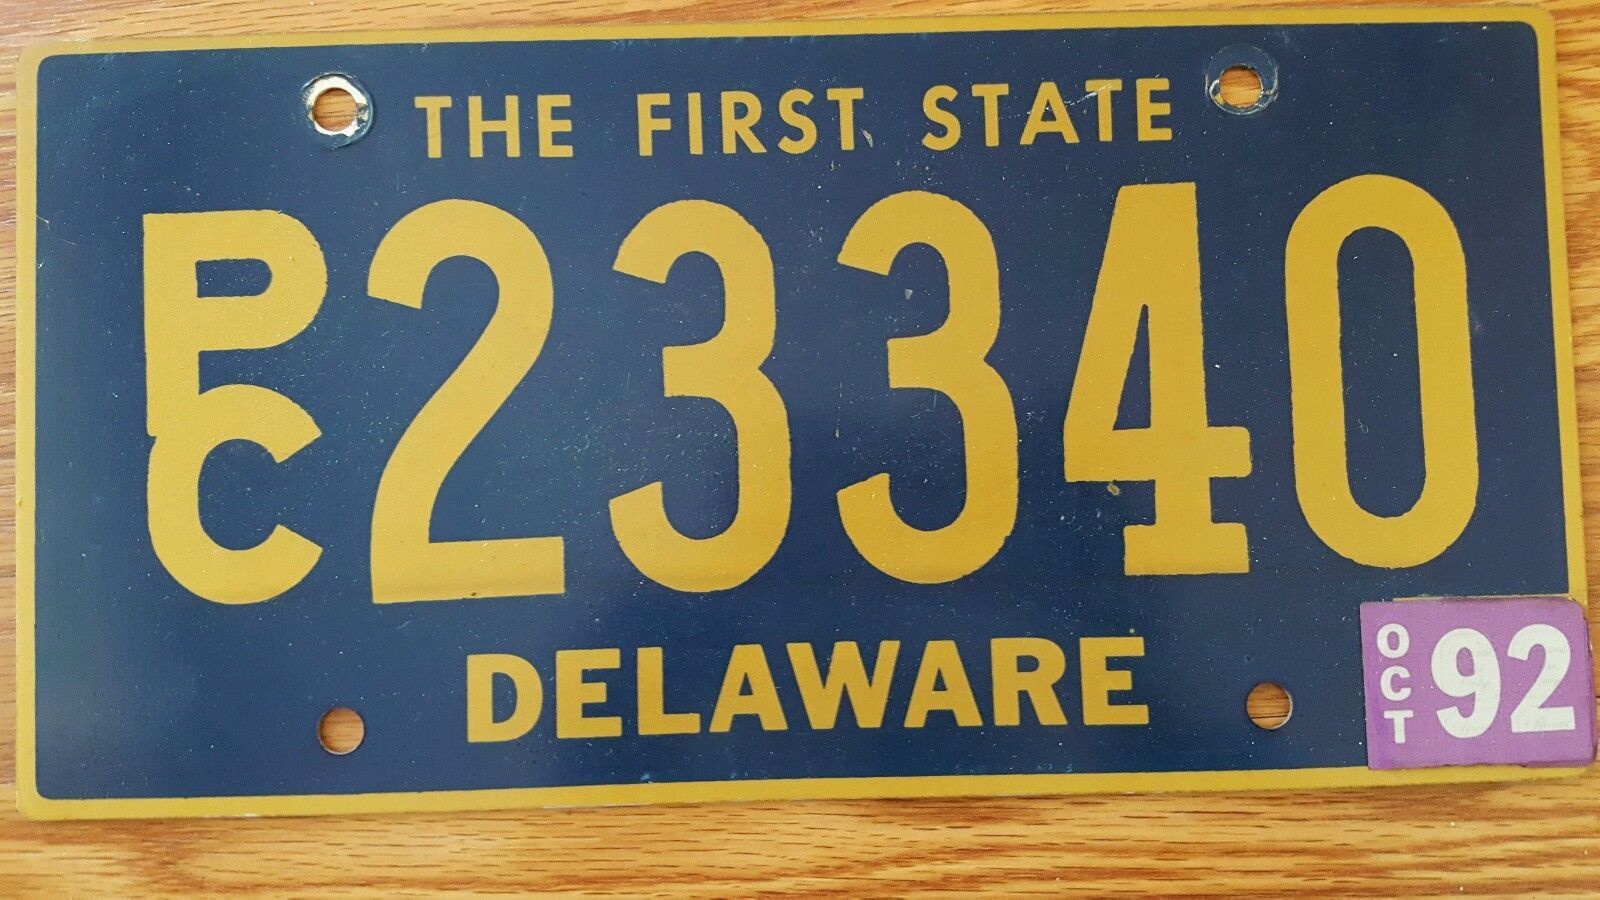 THE FIRST STATE
PC 23340
DELAWARE
OCT 92